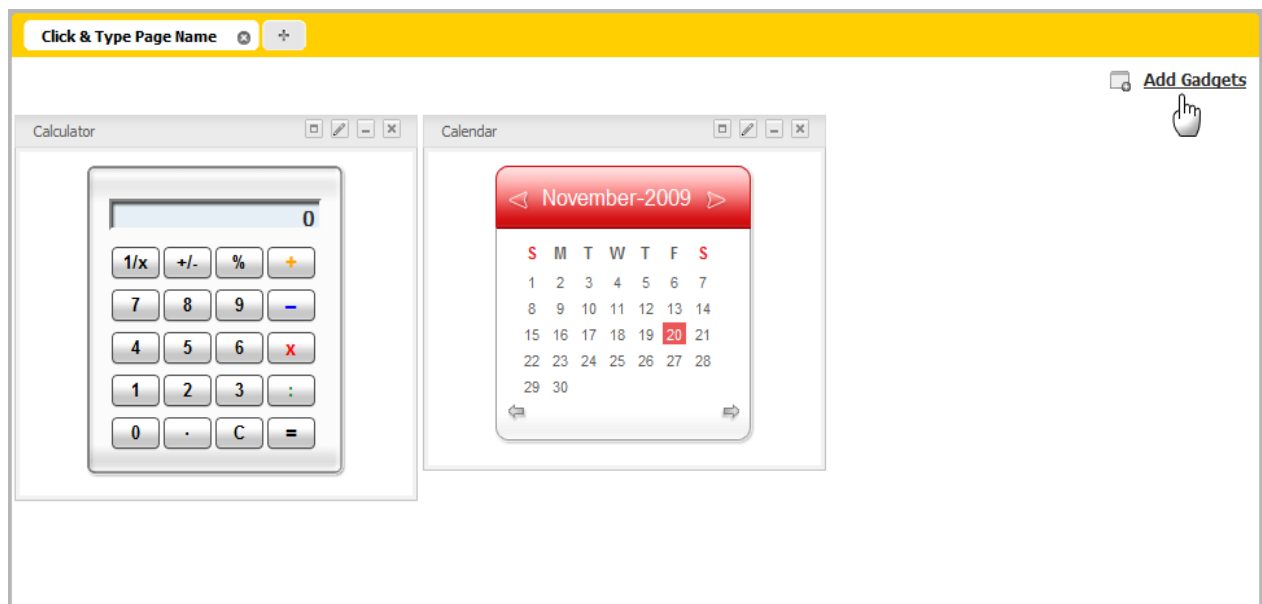 Click & Type Page Name +
Add Gadgets
Calculator
0
1/x +/- % +
7 8 9 -
4 5 6 x
1 2 3 :
0 . C =
Calendar
November-2009
S M T W T F S
1 2 3 4 5 6 7
8 9 10 11 12 13 14
15 16 17 18 19 20 21
22 23 24 25 26 27 28
29 30